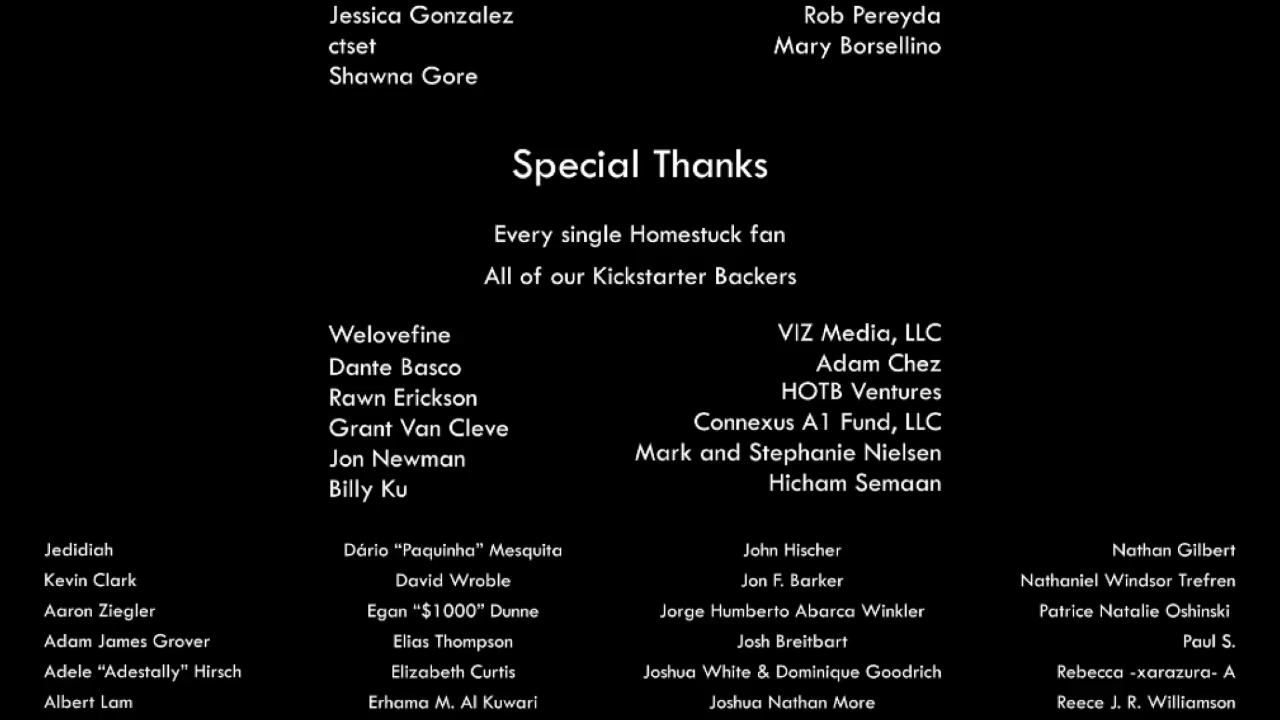 Jessica Gonzalez
ctset
Shawna Gore
Rob Pereyda
Mary Borsellino
Special Thanks
Every single Homestuck fan
All of our Kickstarter Backers
Welovefine
Dante Basco
Rawn Erickson
Grant Van Cleve
Jon Newman
Billy Ku
VIZ Media, LLC
Adam Chez
HOTB Ventures
Connexus A1 Fund, LLC
Mark and Stephanie Nielsen
Hicham Semaan
Jedidiah
Kevin Clark
Aaron Ziegler
Adam James Grover
Adele “Adestally” Hirsch
Albert Lam
Dário “Paquinha” Mesquita
David Wroble
Egan “$1000” Dunne
Elias Thompson
Elizabeth Curtis
Erhama M. Al Kuwari
John Hischer
Jon F. Barker
Jorge Humberto Abarca Winkler
Josh Breitbart
Joshua White & Dominique Goodrich
Joshua Nathan More
Nathan Gilbert
Nathaniel Windsor Trefren
Patrice Natalie Oshinski
Paul S.
Rebecca -xarazura- A
Reece J. R. Williamson